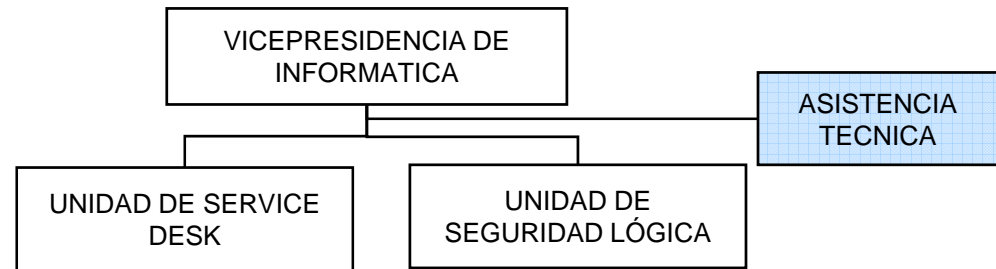 VICEPRESIDENCIA DE
INFORMATICA
ASISTENCIA
TECNICA
UNIDAD DE SERVICE
DESK
UNIDAD DE
SEGURIDAD LÓGICA